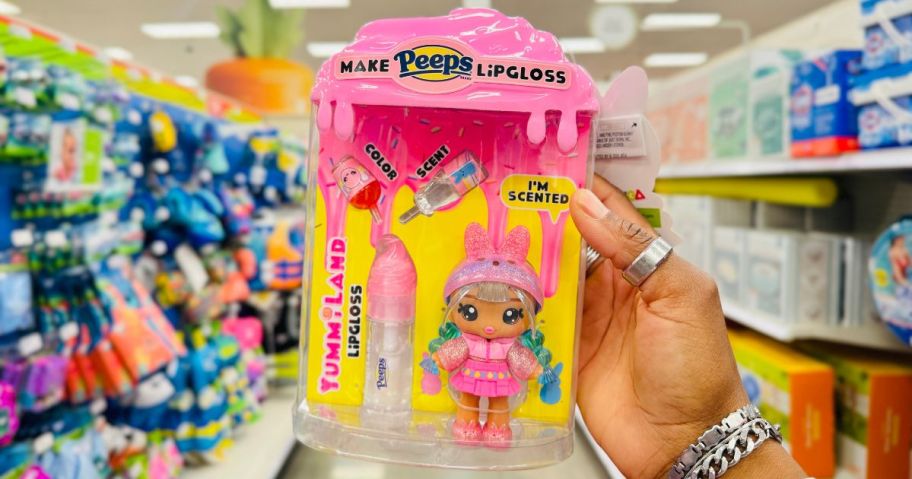 MAKE Peeps LiPGLOSS
COLOR
SCENT
I'M
SCENTED
YUMMiLAND
LiPGLOSS
Peeps